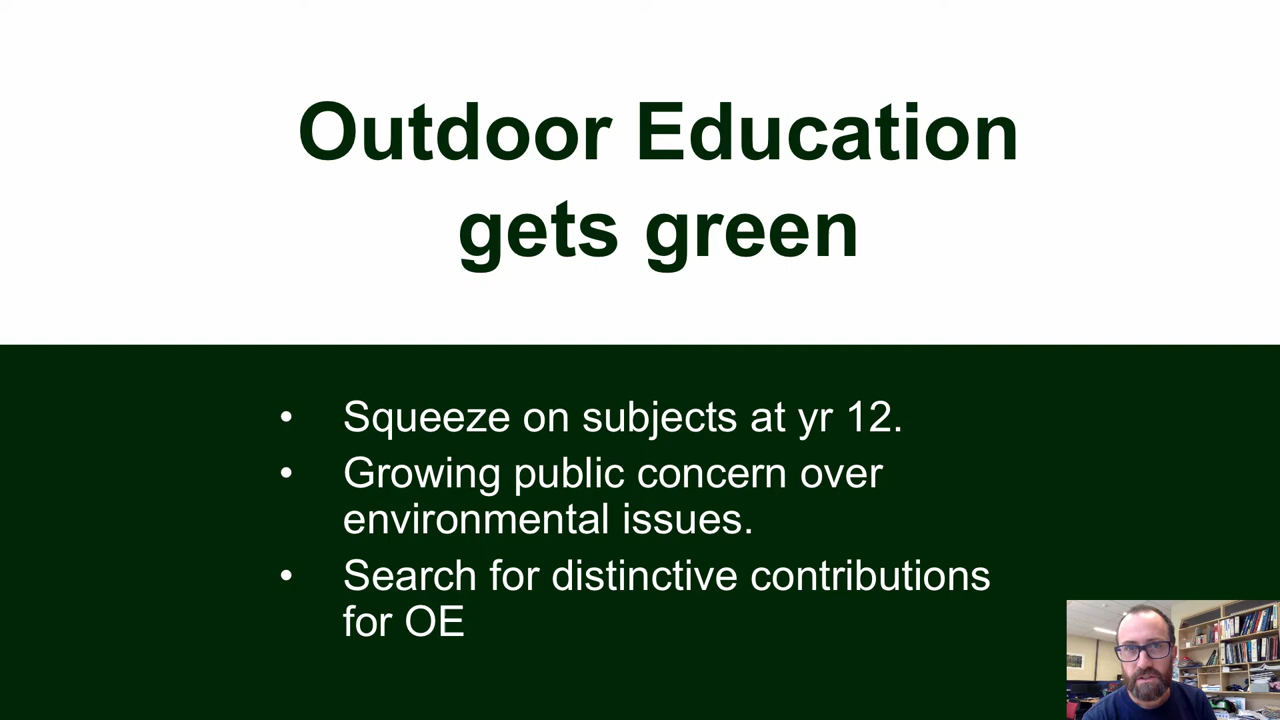 Outdoor Education
gets green
• Squeeze on subjects at yr 12.
• Growing public concern over
environmental issues.
• Search for distinctive contributions
for OE